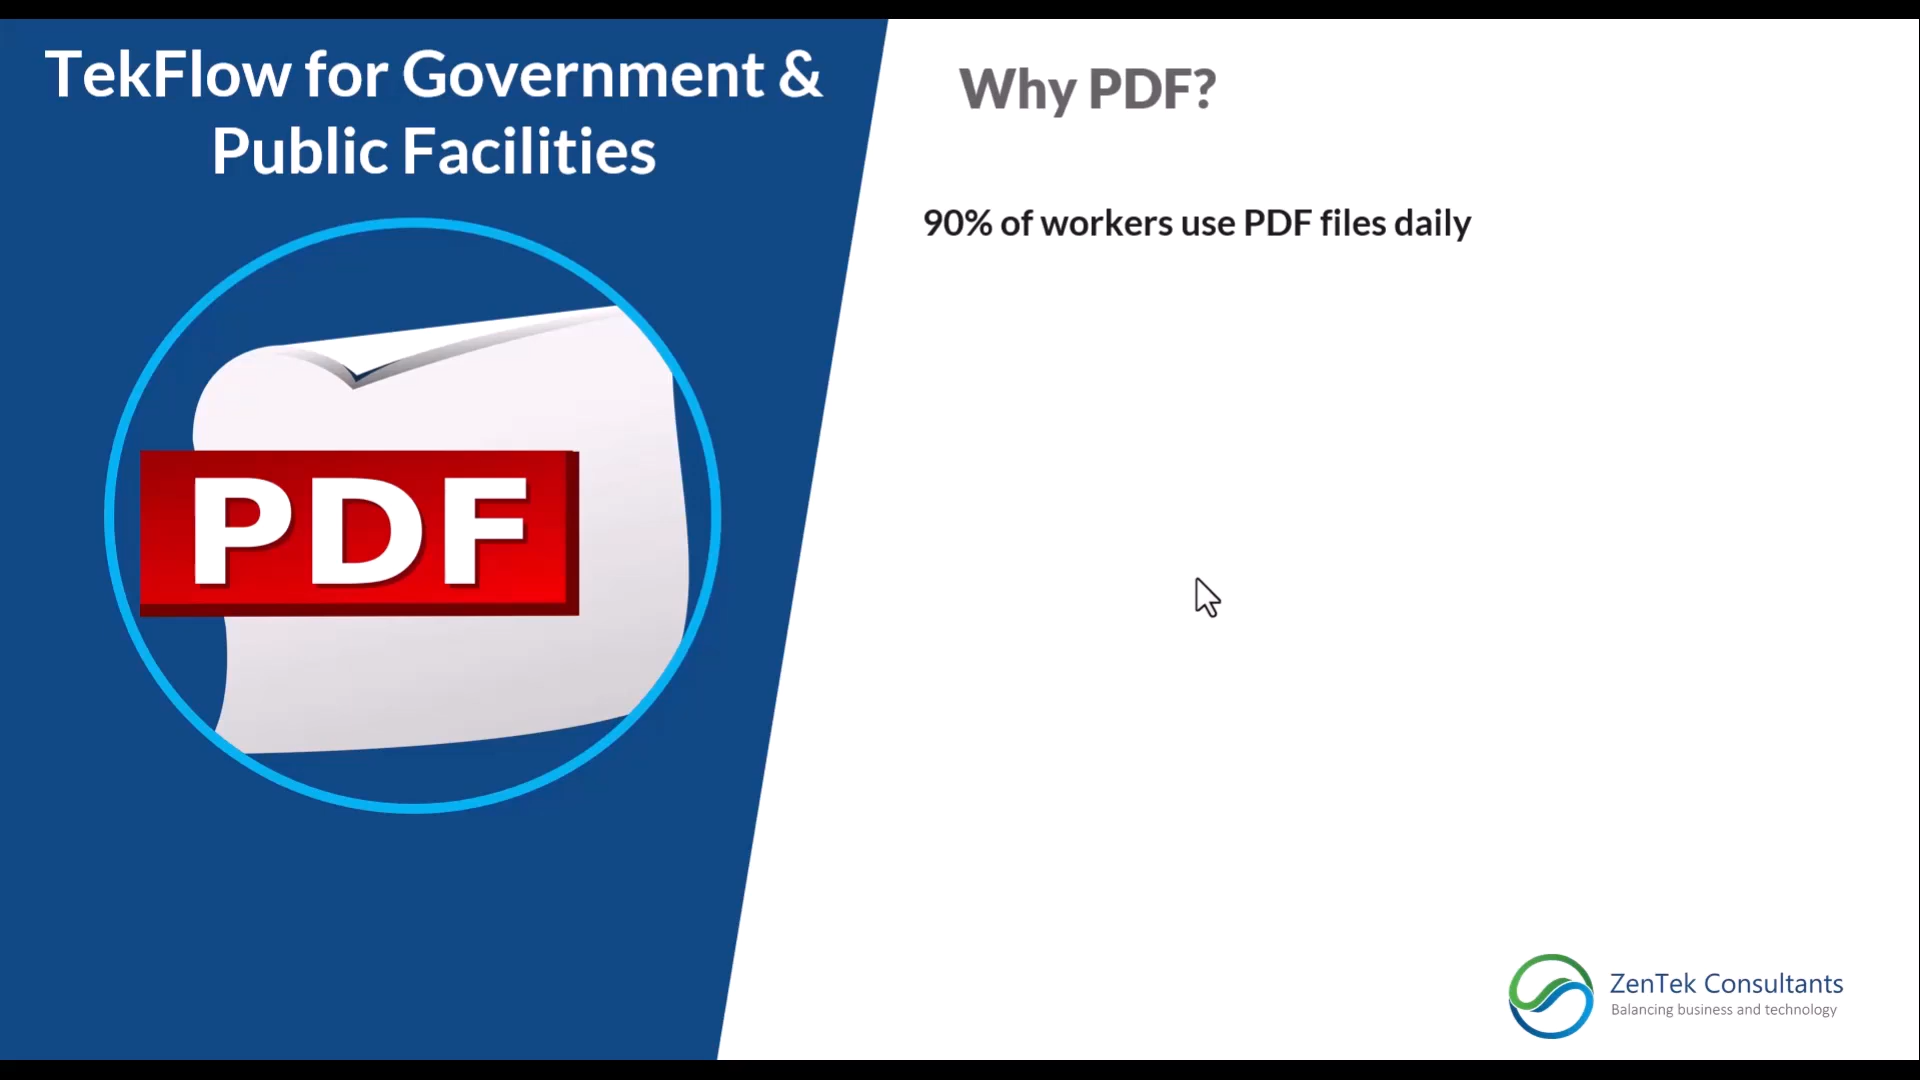 TekFlow for Government &
Public Facilities
PDF
Why PDF?
90% of workers use PDF files daily
ZenTek Consultants
Balancing business and technology